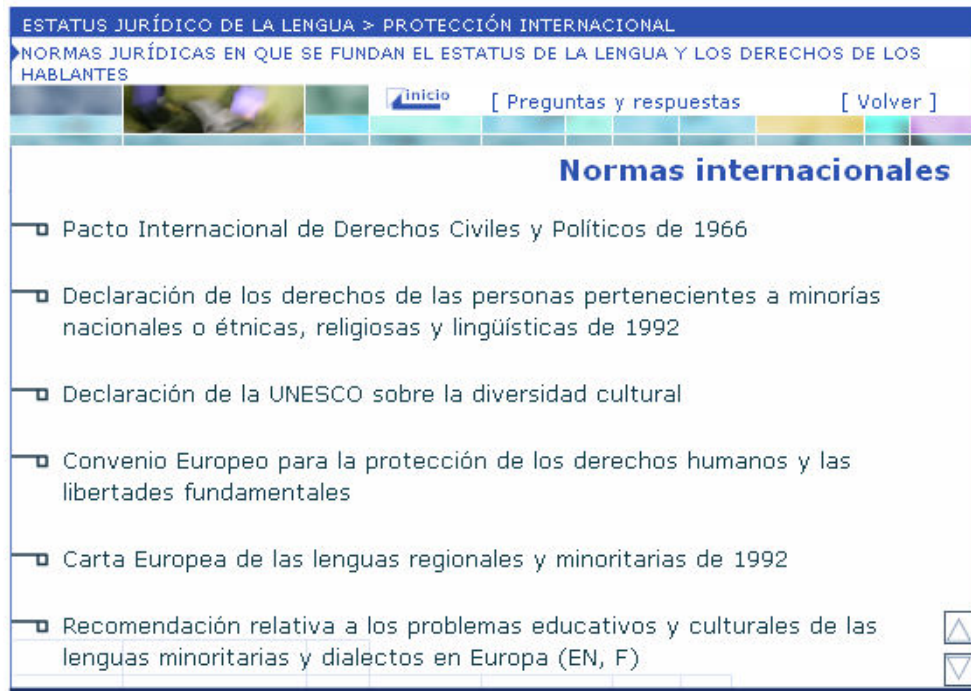 ESTATUS JURÍDICO DE LA LENGUA > PROTECCIÓN INTERNACIONAL
NORMAS JURÍDICAS EN QUE SE FUNDAN EL ESTATUS DE LA LENGUA Y LOS DERECHOS DE LOS
HABLANTES
inicio [ Preguntas y respuestas [ Volver ]
Normas internacionales
Pacto Internacional de Derechos Civiles y Políticos de 1966
Declaración de los derechos de las personas pertenecientes a minorías
nacionales o étnicas, religiosas y lingüísticas de 1992
Declaración de la UNESCO sobre la diversidad cultural
Convenio Europeo para la protección de los derechos humanos y las
libertades fundamentales
Carta Europea de las lenguas regionales y minoritarias de 1992
Recomendación relativa a los problemas educativos y culturales de las
lenguas minoritarias y dialectos en Europa (EN, F)